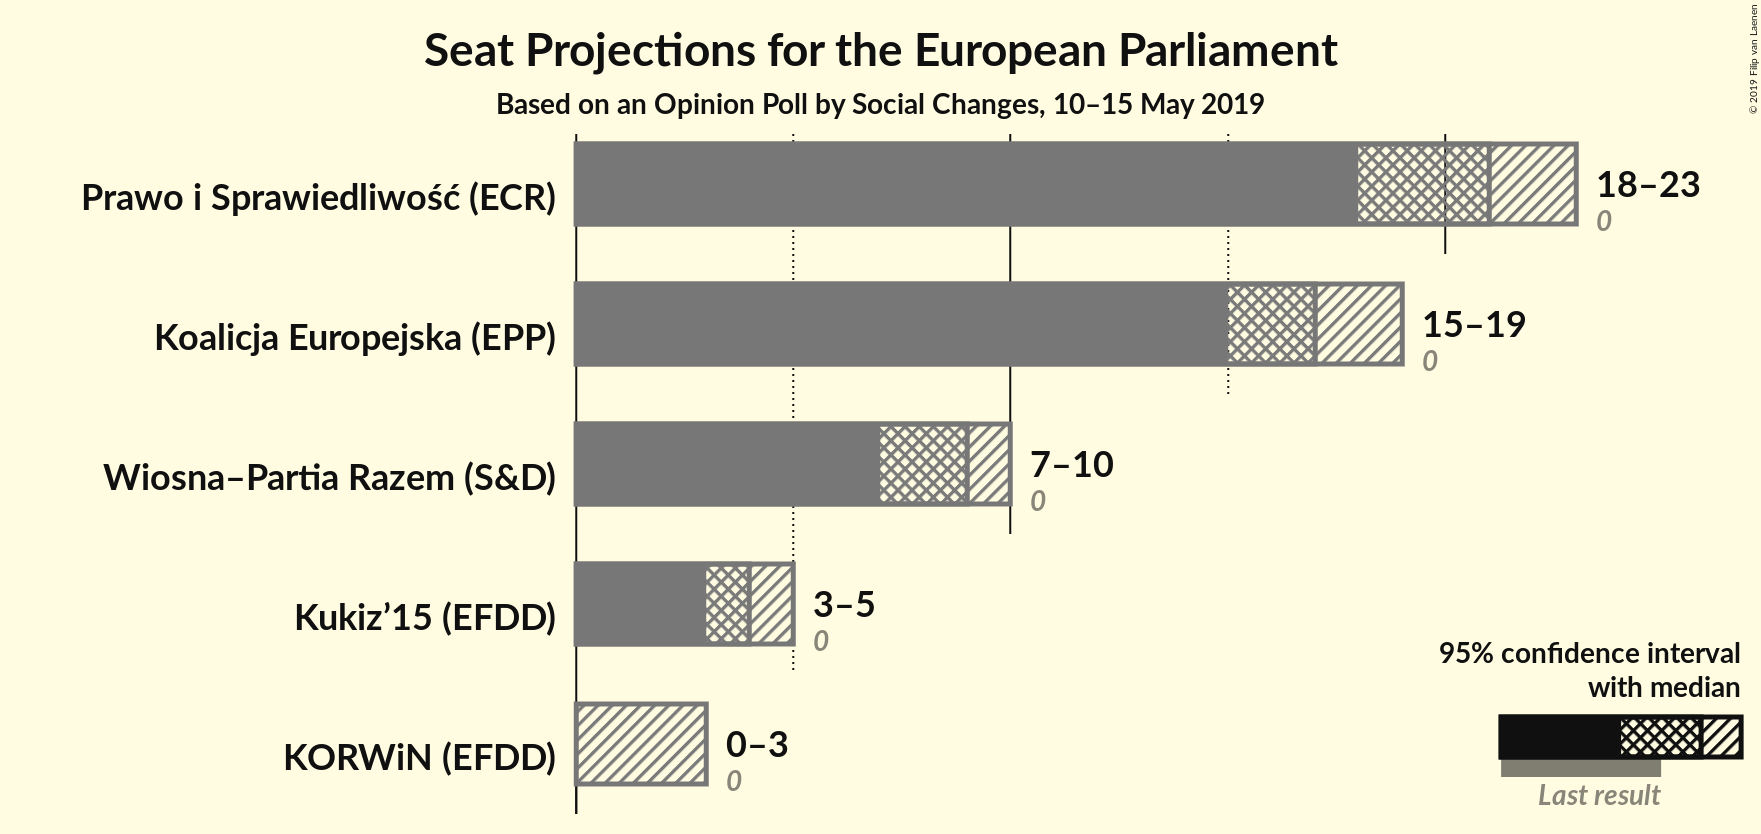 Seat Projections for the European Parliament
Based on an Opinion Poll by Social Changes, 10–15 May 2019
© 2019 Filip van Laenen
Prawo i Sprawiedliwość (ECR)
18–23
0
Koalicja Europejska (EPP)
15–19
0
Wiosna–Partia Razem (S&D)
7–10
0
Kukiz’15 (EFDD)
3–5
0
KORWiN (EFDD)
0–3
0
95% confidence interval
with median
Last result